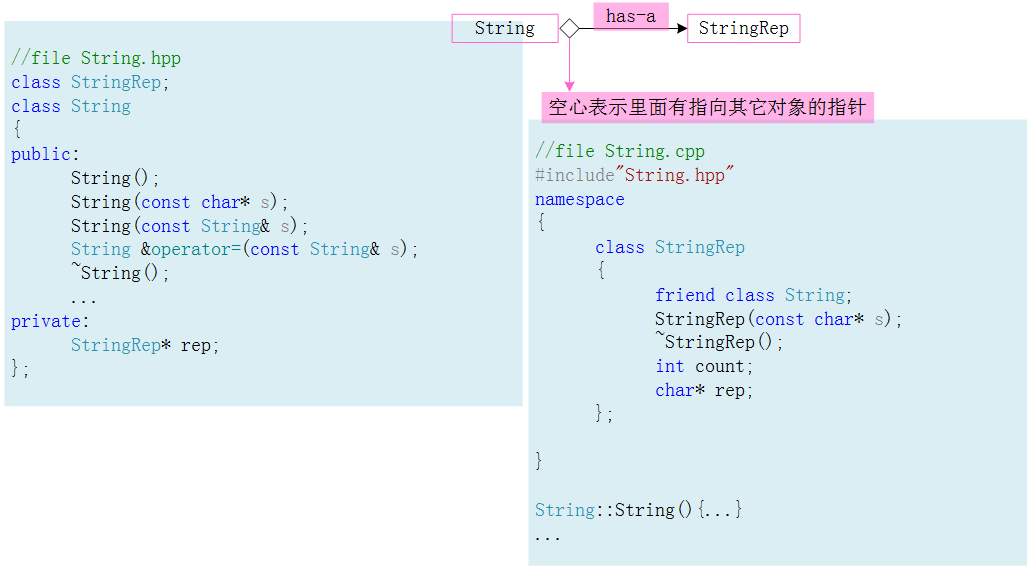 has-a
String
StringRep
空心表示里面有指向其它对象的指针
//file String.hpp
class StringRep;
class String
{
public:
String();
String(const char* s);
String(const String& s);
String &operator=(const String& s);
~String();
...
private:
StringRep* rep;
};
//file String.cpp
#include"String.hpp"
namespace
{
class StringRep
{
friend class String;
StringRep(const char* s);
~StringRep();
int count;
char* rep;
};
}
String::String(){...}
...